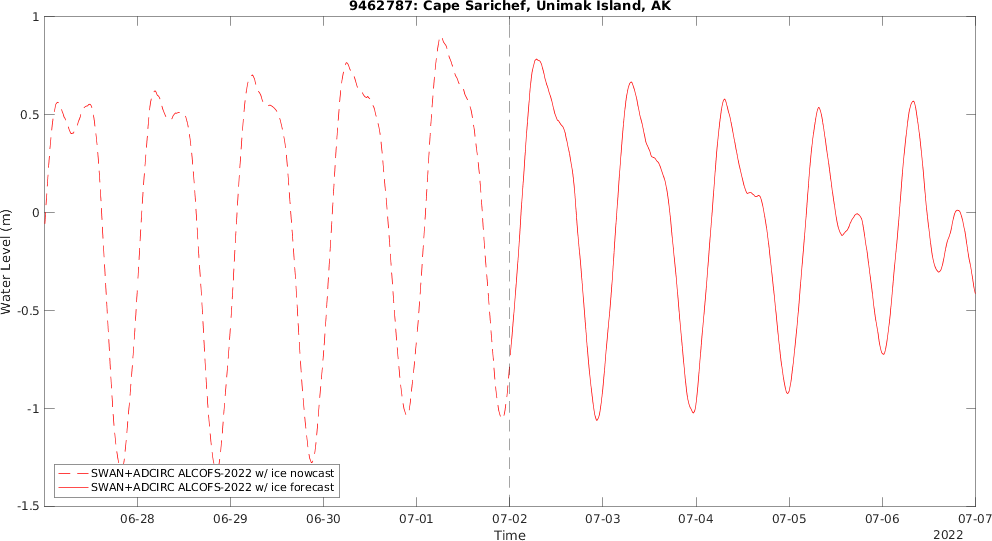 9462787: Cape Sarichef, Unimak Island, AK
1
0.5
0
-0.5
-1
-1.5
Water Level (m)
SWAN+ADCIRC ALCOFS-2022 w/ ice nowcast
SWAN+ADCIRC ALCOFS-2022 w/ ice forecast
06-28 06-29 06-30 07-01 07-02 07-03 07-04 07-05 07-06 07-07
Time
2022